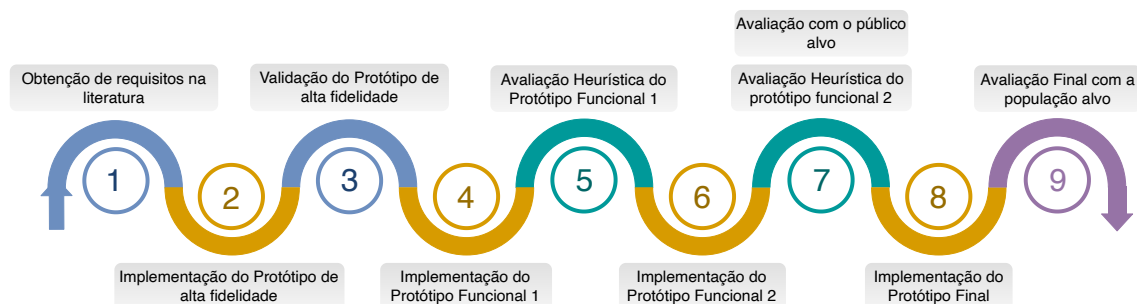 Avaliação com o público
alvo
Obtenção de requisitos na
literatura
Validação do Protótipo de
alta fidelidade
Avaliação Heurística do
Protótipo Funcional 1
Avaliação Heurística do
protótipo funcional 2
Avaliação Final com a
população alvo
1
2
3
4
5
6
7
8
9
Implementação do Protótipo de
alta fidelidade
Implementação do
Protótipo Funcional 1
Implementação do
Protótipo Funcional 2
Implementação do
Protótipo Final